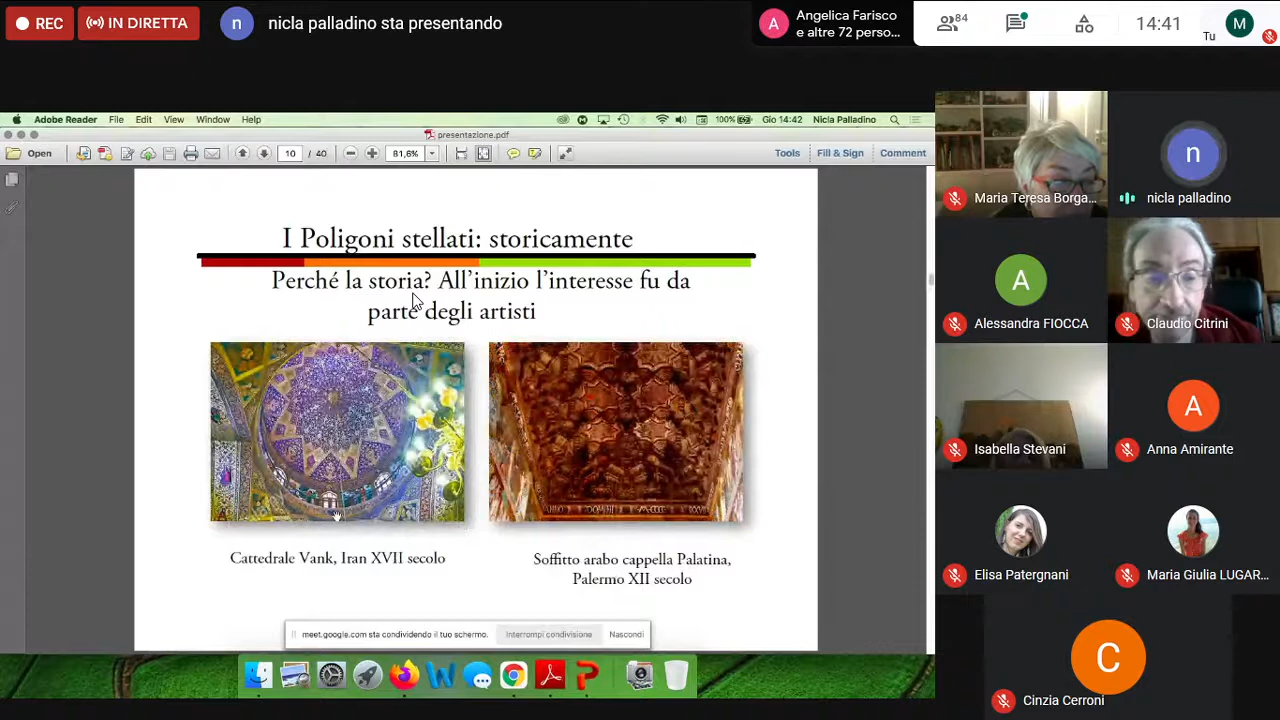 REC
IN DIRETTA
n
nicla palladino sta presentando
A
Angelica Farisco
e altre 72 perso...
84
14:41
Tu
M
Adobe Reader File Edit View Window Help
100%
Gio 14:42 Nicla Palladino
presentazione.pdf
Open
10 / 40
81,6%
Tools
Fill & Sign
Comment
I Poligoni stellati: storicamente
Perché la storia? All'inizio l'interesse fu da
parte degli artisti
Cattedrale Vank, Iran XVII secolo
Soffitto arabo cappella Palatina,
Palermo XII secolo
meet.google.com sta condividendo il tuo schermo.
Interrompi condivisione
Nascondi
Maria Teresa Borga...
n
nicla palladino
A
Alessandra FIOCCA
Claudio Citrini
Isabella Stevani
A
Anna Amirante
Elisa Patergnani
Maria Giulia LUGAR...
C
Cinzia Cerroni